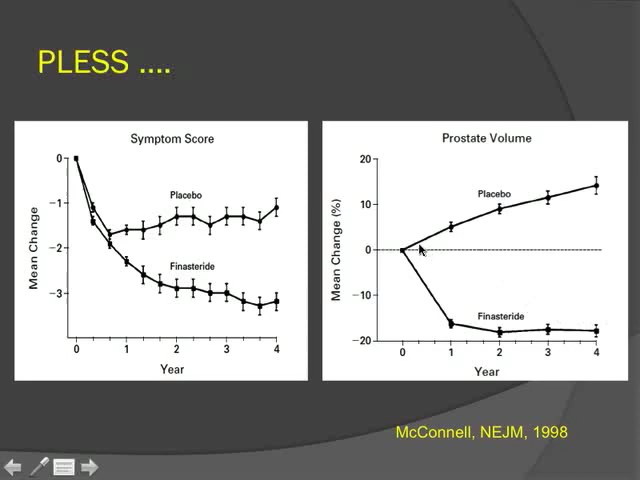 PLESS ....
Symptom Score
0
−1
−2
−3
Mean Change
Placebo
Finasteride
0 1 2 3 4
Year
Prostate Volume
20
10
0
−10
−20
Mean Change (%)
Placebo
Finasteride
0 1 2 3 4
Year
McConnell, NEJM, 1998